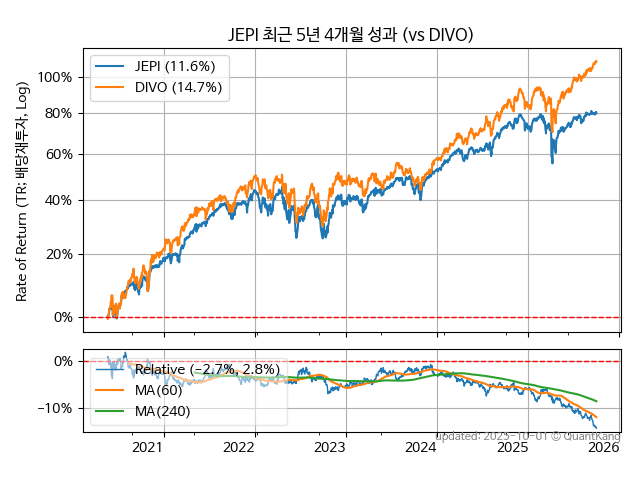 JEPI 최근 5년 4개월 성과 (vs DIVO)
JEPI (11.6%)
DIVO (14.7%)
100%
80%
60%
40%
20%
0%
Rate of Return (TR: 배당재투자, Log)
0%
−10%
Relative (−2.7%, 2.8%)
MA(60)
MA(240)
2021
2022
2023
2024
2025
2026
updated: 2025-10-01 © QuantKang